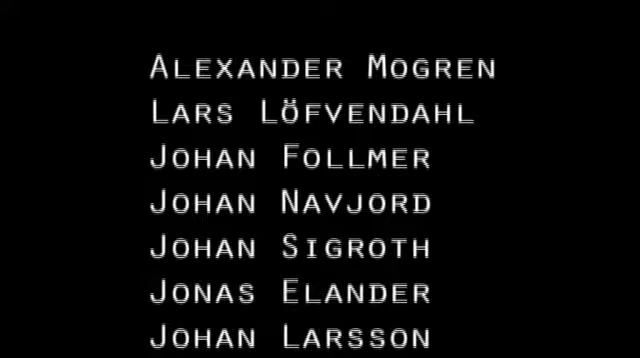 Alexander Mogren
Lars Löfvendahl
Johan Follmer
Johan Navjord
Johan Sigroth
Jonas Elander
Johan Larsson